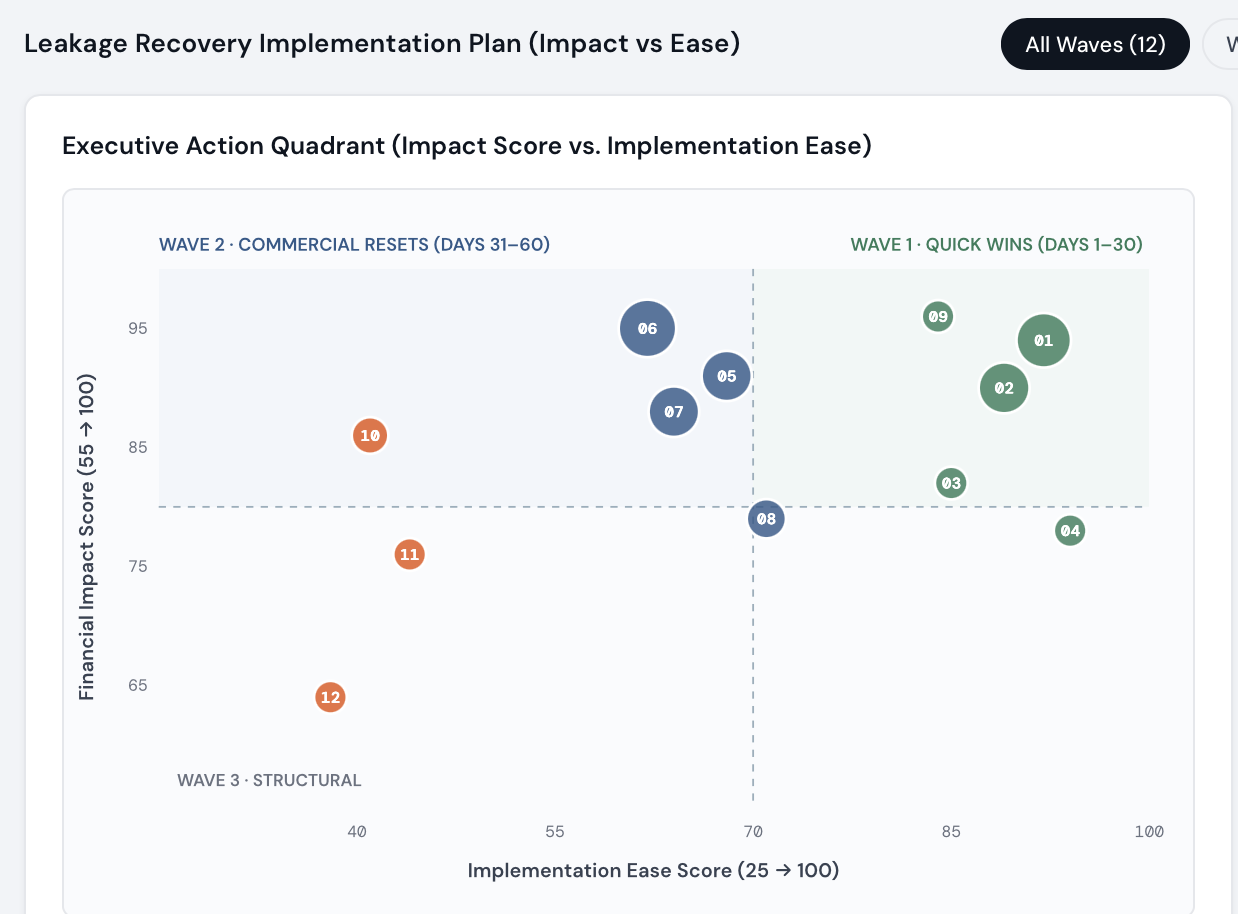 Leakage Recovery Implementation Plan (Impact vs Ease)
All Waves (12)
W
Executive Action Quadrant (Impact Score vs. Implementation Ease)
WAVE 2 · COMMERCIAL RESETS (DAYS 31–60)
WAVE 1 · QUICK WINS (DAYS 1–30)
Financial Impact Score (55 → 100)
95
85
75
65
06
09
01
05
02
07
10
03
08
04
11
12
WAVE 3 · STRUCTURAL
40
55
70
85
100
Implementation Ease Score (25 → 100)